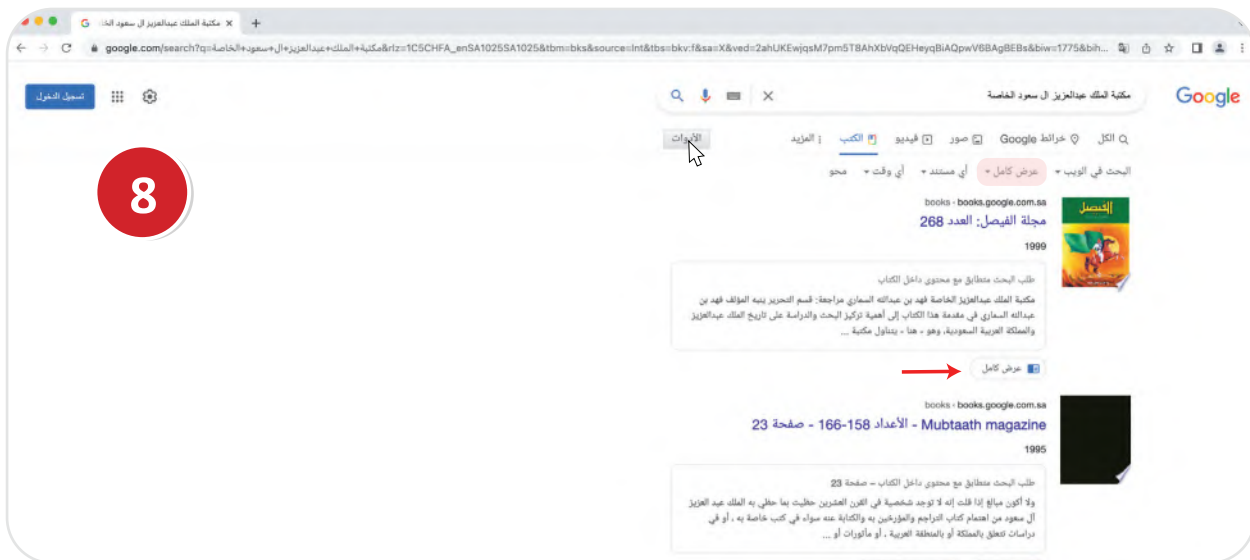 مكتبة الملك عبدالعزيز ال سعود الخا
google.com/search?q=مكتبة+الملك+عبدالعزيز+ال+سعود+الخاصة&rlz=1C5CHFA_enSA1025SA1025&tbm=bks&source=lnt&tbs=bkv:f&sa=X&ved=2ahUKEwjqsM7pm5T8AhXbVqQEHeyqBiAQpwV6BAgBEBs&biw=1775&bih...
Google
مكتبة الملك عبدالعزيز ال سعود الخاصة
تسجيل الدخول
الكل
خرائط Google
صور
فيديو
الكتب
المزيد
الأدوات
البحث في الويب
عرض كامل
أي مستند
أي وقت
محو
8
books.google.com.sa › books
مجلة الفيصل: العدد 268
1999
طلب البحث متطابق مع محتوى داخل الكتاب
مكتبة الملك عبدالعزيز الخاصة فهد بن عبدالله السماري مراجعة: قسم التحرير ينبه المؤلف فهد بن
عبدالله السماري في مقدمة هذا الكتاب إلى أهمية تركيز البحث والدراسة على تاريخ الملك عبدالعزيز
والمملكة العربية السعودية، وهو - هنا - يتناول مكتبة ...
عرض كامل
books.google.com.sa › books
Mubtaath magazine - الأعداد 158-166 - صفحة 23
1995
طلب البحث متطابق مع محتوى داخل الكتاب – صفحة 23
ولا أكون مبالغ إذا قلت إنه لا توجد شخصية في القرن العشرين حظيت بما حظي به الملك عبد العزيز
آل سعود من اهتمام كتاب التراجم والمؤرخين به والكتابة عنه سواء في كتب خاصة به ، أو في
دراسات تتعلق بالمملكة أو بالمنطقة العربية ، أو مأثورات أو ...
الفيصل